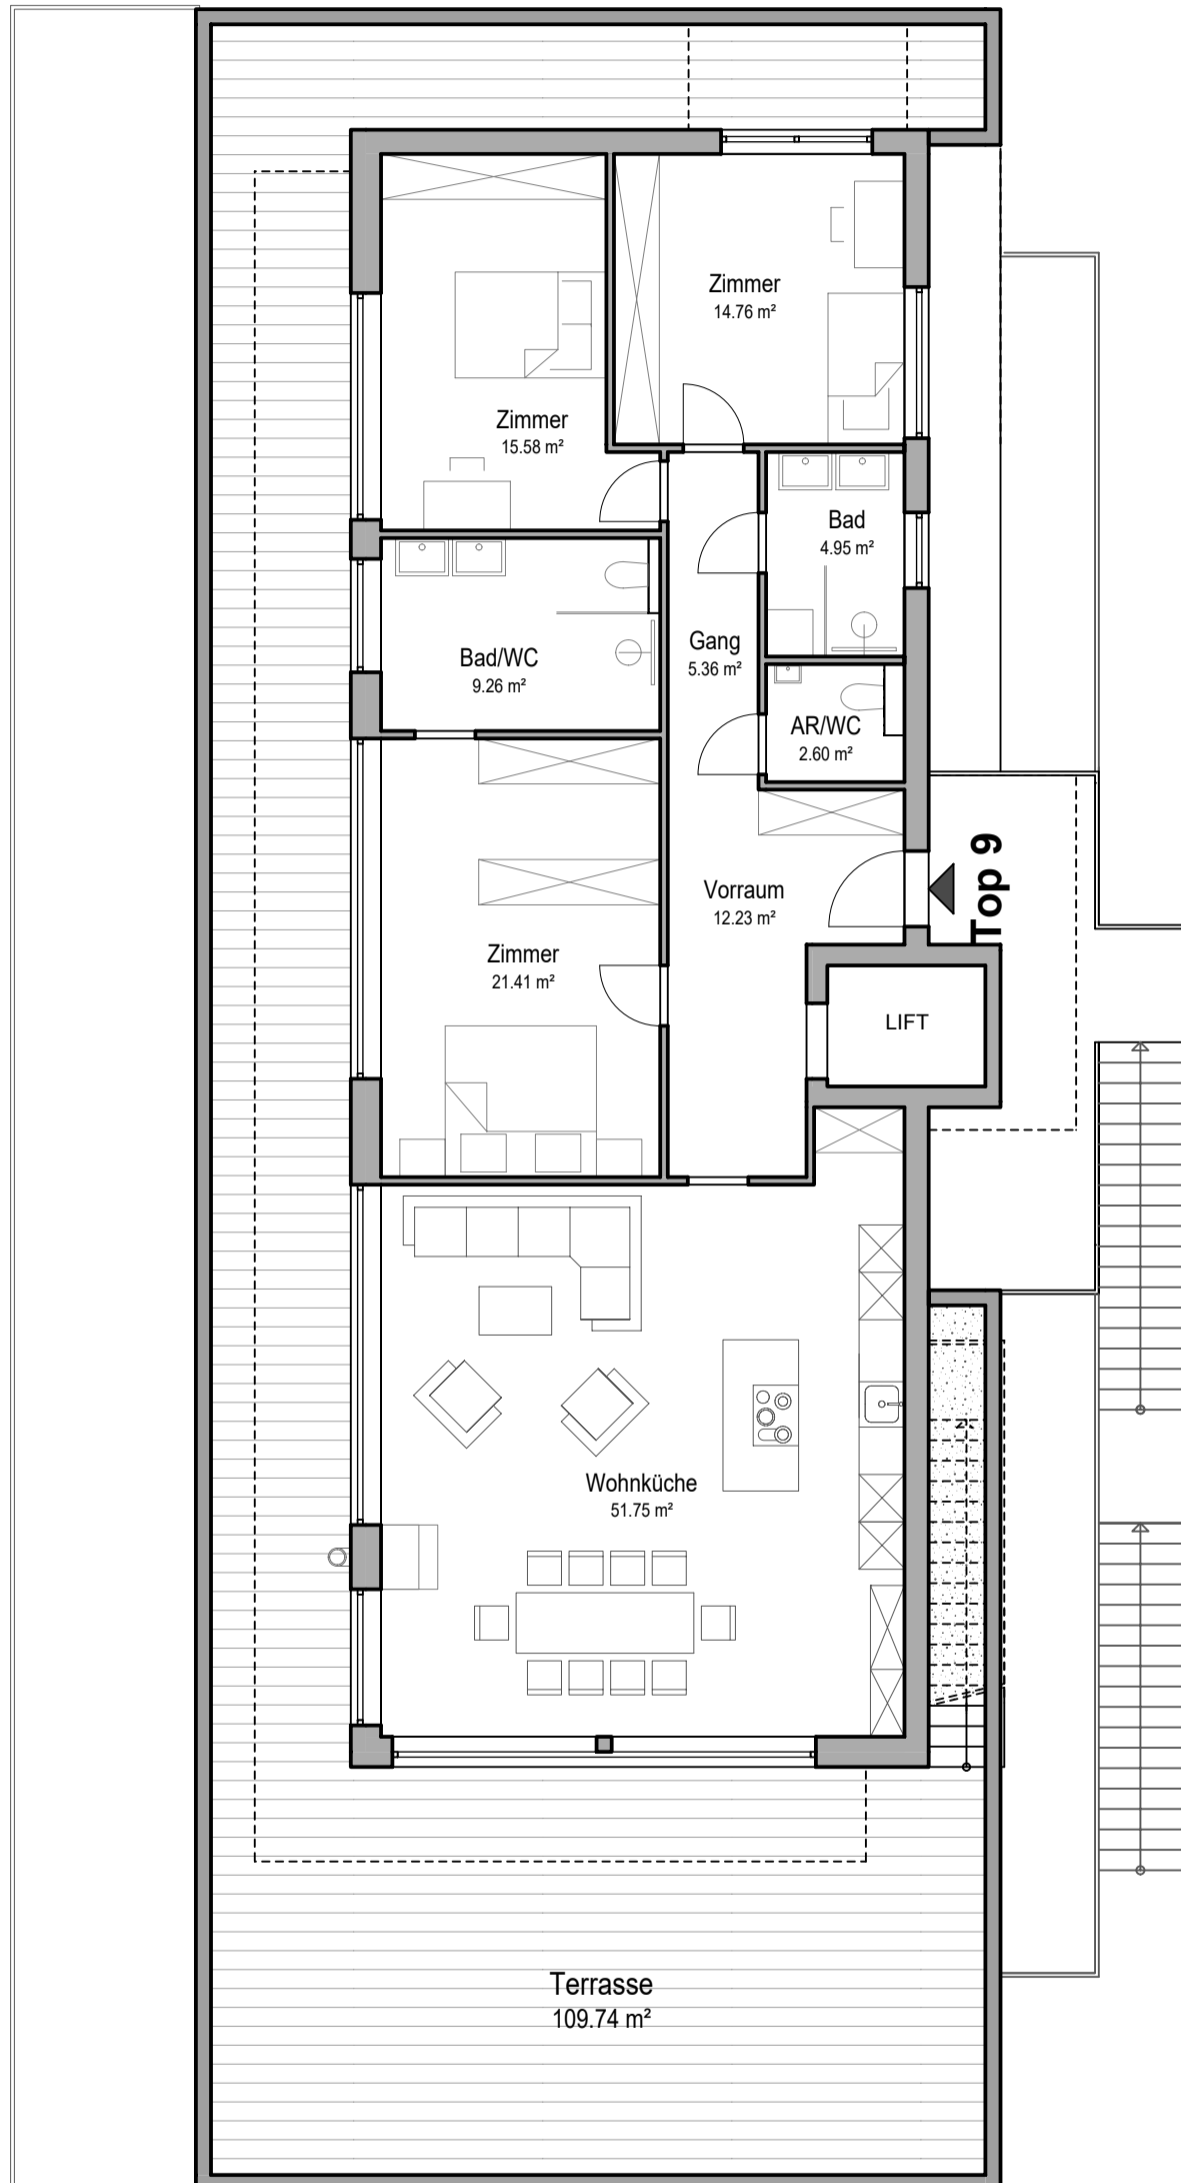 Zimmer
14.76 m²
Zimmer
15.58 m²
Bad
4.95 m²
Gang
5.36 m²
Bad/WC
9.26 m²
AR/WC
2.60 m²
Top 9
Vorraum
12.23 m²
Zimmer
21.41 m²
LIFT
Wohnküche
51.75 m²
Terrasse
109.74 m²